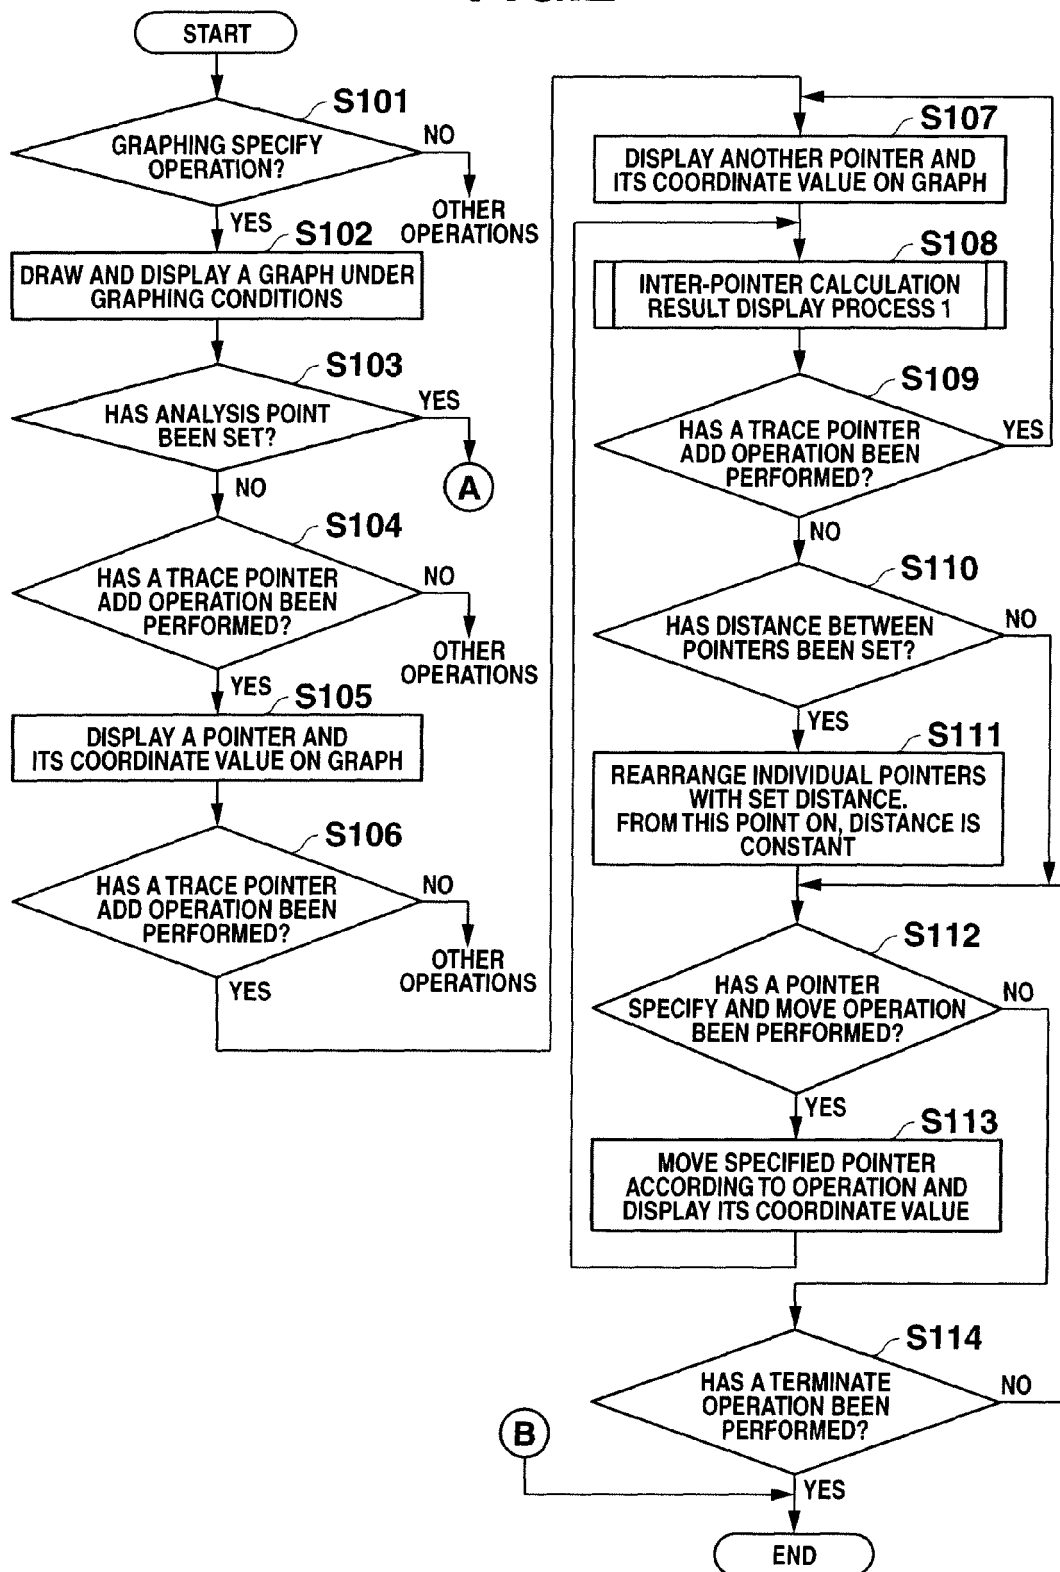 START
S101
GRAPHING SPECIFY
OPERATION?
NO
OTHER
OPERATIONS
YES
S102
DRAW AND DISPLAY A GRAPH UNDER
GRAPHING CONDITIONS
S103
HAS ANALYSIS POINT
BEEN SET?
YES
A
NO
S104
HAS A TRACE POINTER
ADD OPERATION BEEN
PERFORMED?
NO
OTHER
OPERATIONS
YES
S105
DISPLAY A POINTER AND
ITS COORDINATE VALUE ON GRAPH
S106
HAS A TRACE POINTER
ADD OPERATION BEEN
PERFORMED?
NO
OTHER
OPERATIONS
YES
S107
DISPLAY ANOTHER POINTER AND
ITS COORDINATE VALUE ON GRAPH
S108
INTER-POINTER CALCULATION
RESULT DISPLAY PROCESS 1
S109
HAS A TRACE POINTER
ADD OPERATION BEEN
PERFORMED?
YES
NO
S110
HAS DISTANCE BETWEEN
POINTERS BEEN SET?
NO
YES
S111
REARRANGE INDIVIDUAL POINTERS
WITH SET DISTANCE.
FROM THIS POINT ON, DISTANCE IS
CONSTANT
S112
HAS A POINTER
SPECIFY AND MOVE OPERATION
BEEN PERFORMED?
NO
YES
S113
MOVE SPECIFIED POINTER
ACCORDING TO OPERATION AND
DISPLAY ITS COORDINATE VALUE
S114
HAS A TERMINATE
OPERATION BEEN
PERFORMED?
NO
B
YES
END